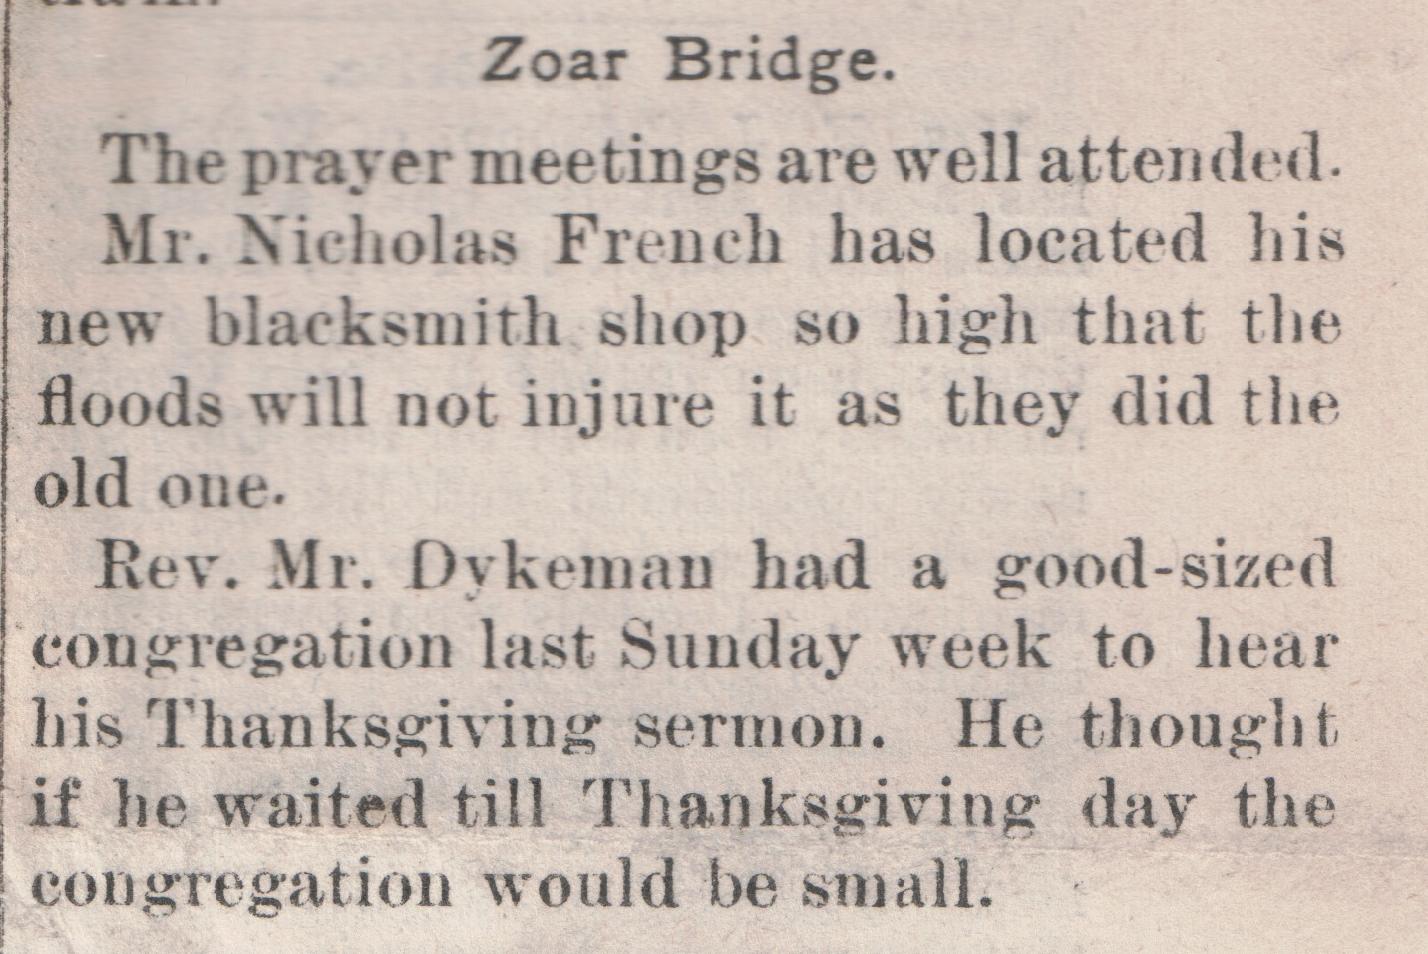 Zoar Bridge.
The prayer meetings are well attended.
Mr. Nicholas French has located his
new blacksmith shop so high that the
floods will not injure it as they did the
old one.
Rev. Mr. Dykeman had a good-sized
congregation last Sunday week to hear
his Thanksgiving sermon. He thought
if he waited till Thanksgiving day the
congregation would be small.